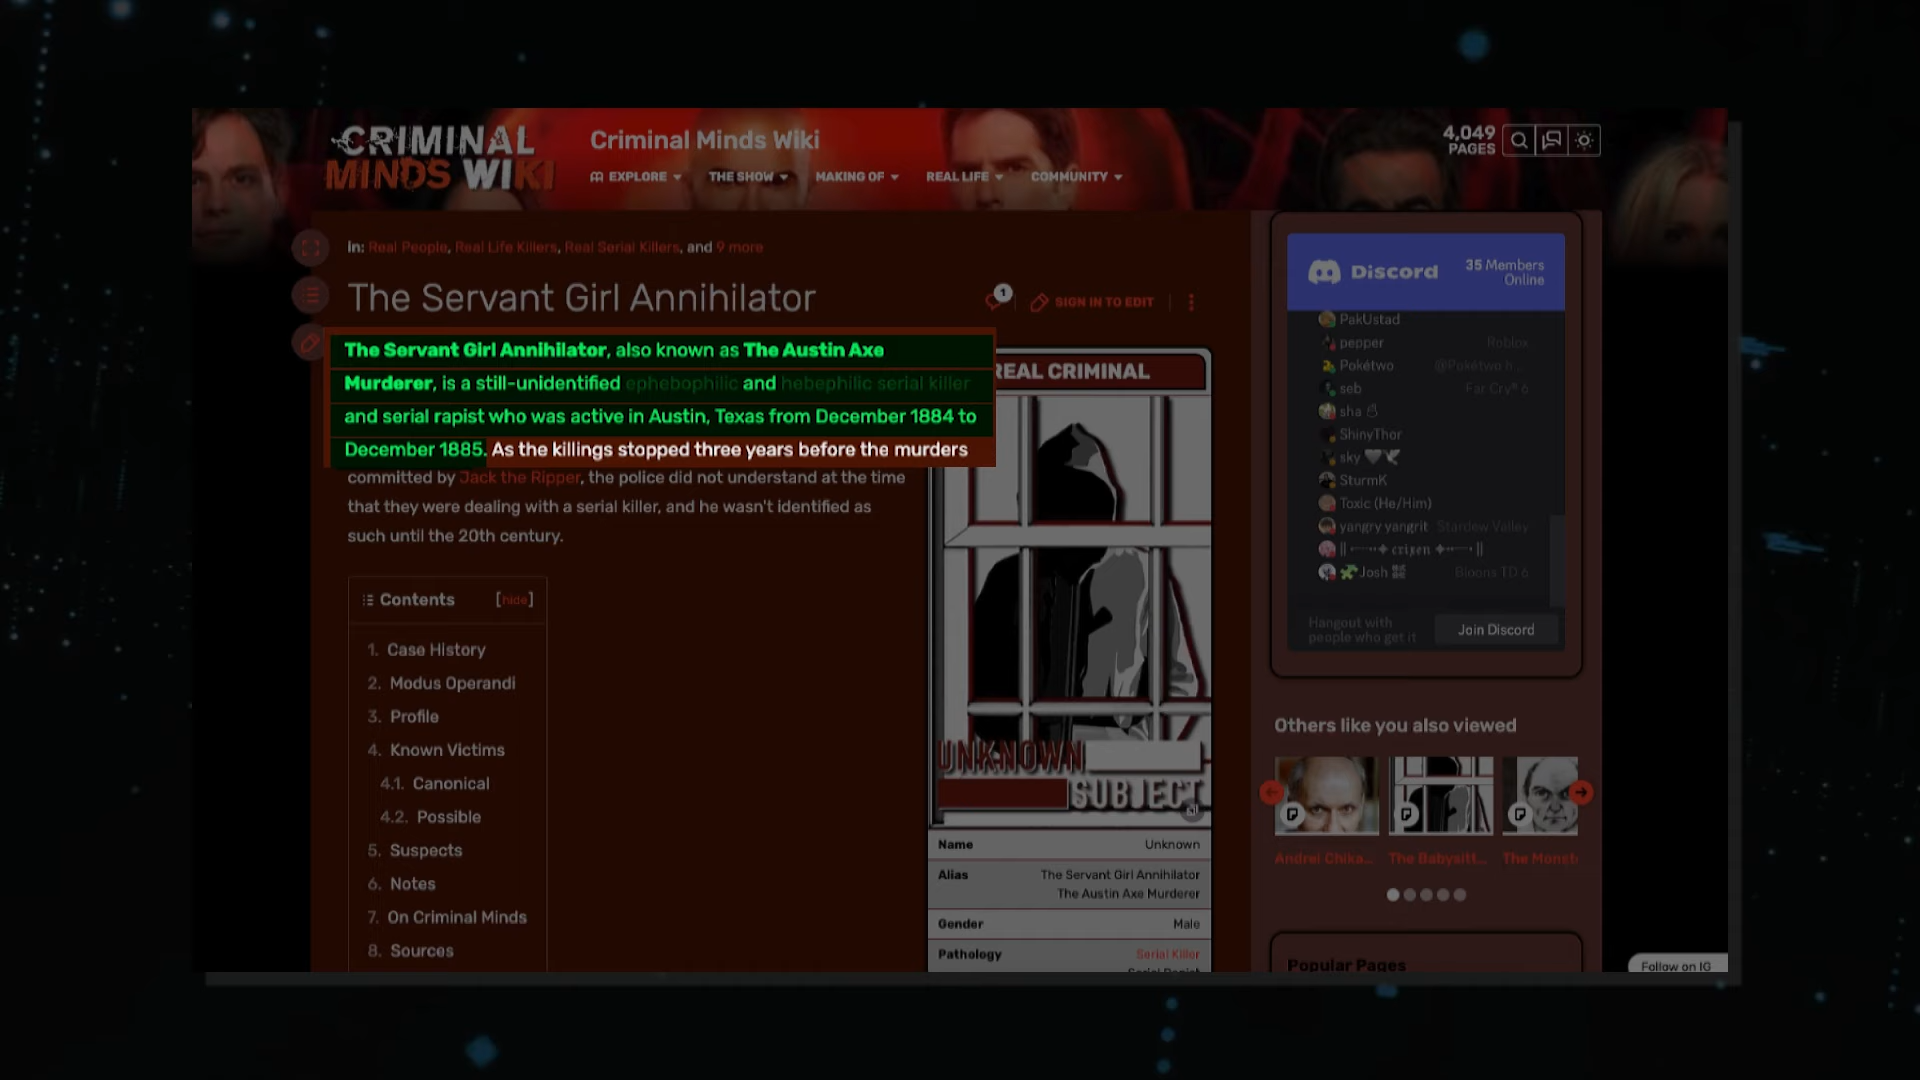 CRIMINAL
MINDS WIKI
Criminal Minds Wiki
4,049
PAGES
EXPLORE
THE SHOW
MAKING OF
REAL LIFE
COMMUNITY
In: Real People, Real Life Killers, Real Serial Killers, and 9 more
The Servant Girl Annihilator
1
SIGN IN TO EDIT
The Servant Girl Annihilator, also known as The Austin Axe
Murderer, is a still-unidentified ephebophilic and hebephilic serial killer
and serial rapist who was active in Austin, Texas from December 1884 to
December 1885. As the killings stopped three years before the murders
committed by Jack the Ripper, the police did not understand at the time
that they were dealing with a serial killer, and he wasn't identified as
such until the 20th century.
Contents [hide]
1. Case History
2. Modus Operandi
3. Profile
4. Known Victims
4.1. Canonical
4.2. Possible
5. Suspects
6. Notes
7. On Criminal Minds
8. Sources
REAL CRIMINAL
UNKNOWN
SUBJECT
Name Unknown
Alias The Servant Girl Annihilator
The Austin Axe Murderer
Gender Male
Pathology Serial Killer
Serial Rapist
Discord
35 Members
Online
PakUstad
pepper Roblox
Pokétwo @Pokétwo h...
seb Far Cry® 6
sha
ShinyThor
sky
SturmK
Toxic (He/Him)
yangry yangrit Stardew Valley
Josh Bloons TD 6
Hangout with
people who get it
Join Discord
Others like you also viewed
Andrei Chika...
The Babysitt...
The Monst
Popular Pages
Follow on IG